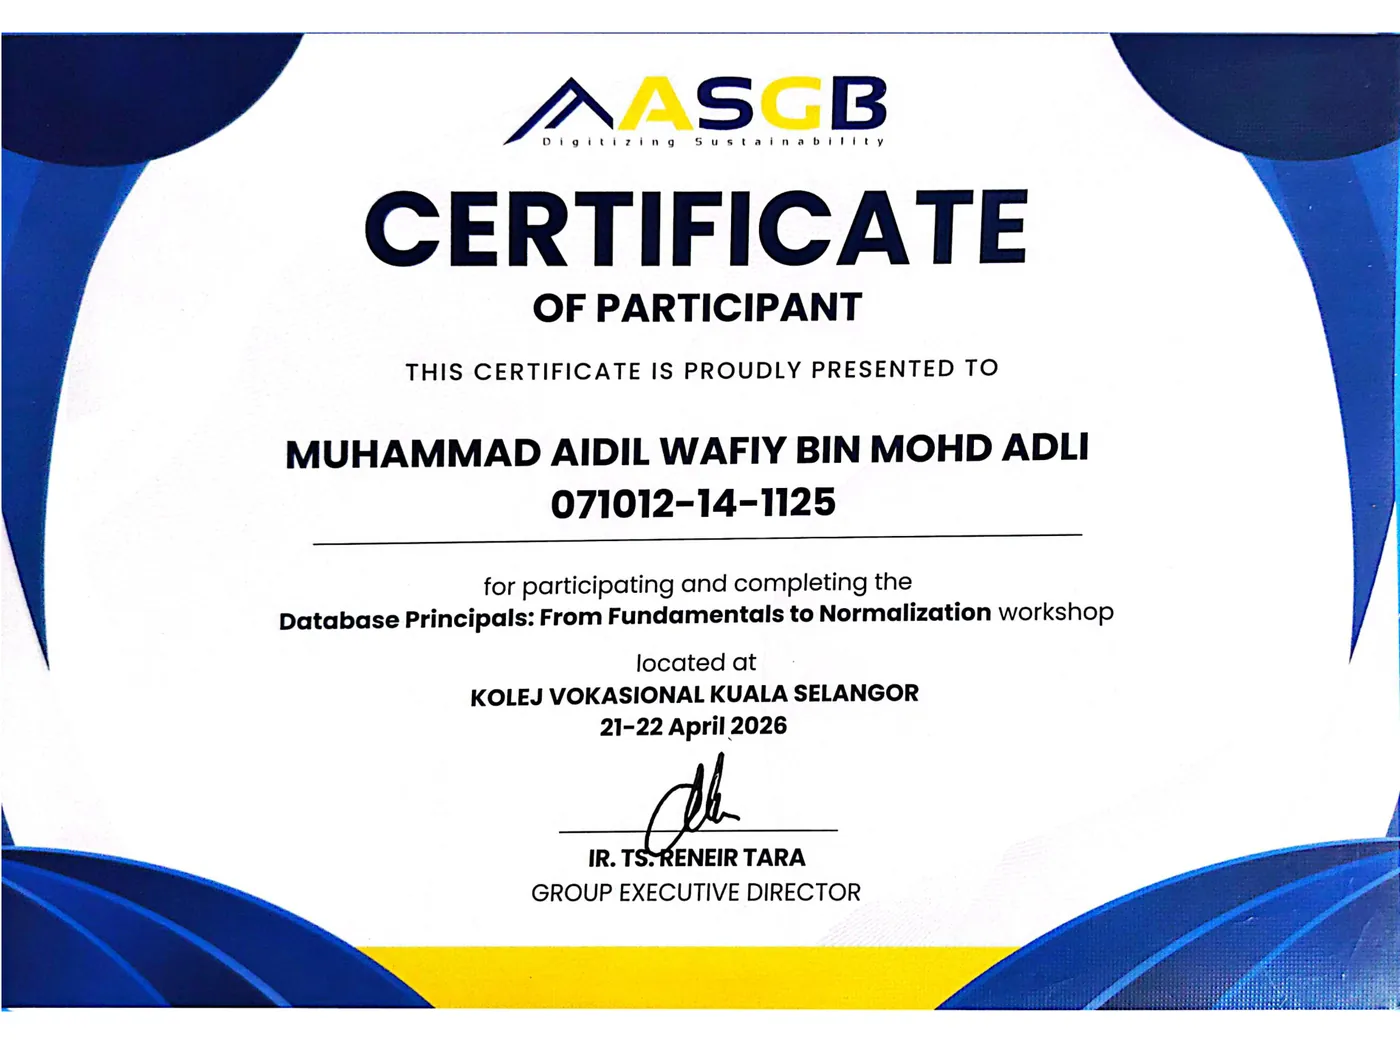 ASGB
Digitizing Sustainability
CERTIFICATE
OF PARTICIPANT
THIS CERTIFICATE IS PROUDLY PRESENTED TO
MUHAMMAD AIDIL WAFIY BIN MOHD ADLI
071012-14-1125
for participating and completing the
Database Principals: From Fundamentals to Normalization workshop
located at
KOLEJ VOKASIONAL KUALA SELANGOR
21-22 April 2026
IR. TS. RENEIR TARA
GROUP EXECUTIVE DIRECTOR